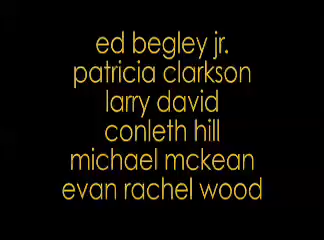 ed begley jr.
patricia clarkson
larry david
conleth hill
michael mckean
evan rachel wood